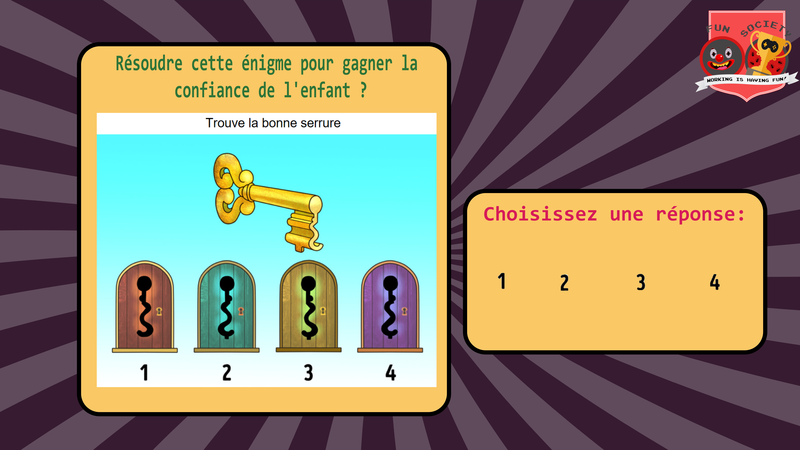 Résoudre cette énigme pour gagner la
confiance de l'enfant ?
Trouve la bonne serrure
1 2 3 4
Choisissez une réponse:
1 2 3 4
FUN SOCIETY
WORKING IS HAVING FUN!